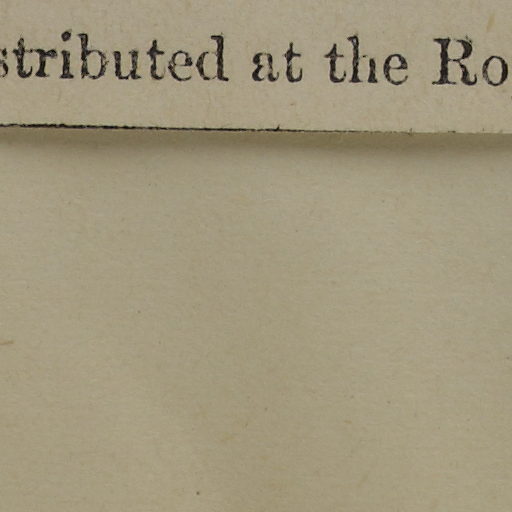 stributed at the Ro